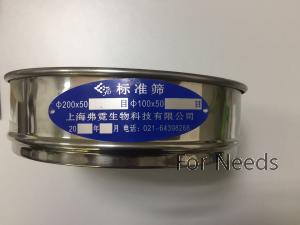 标准筛
Φ200x50 目 Φ100x50 目
上海弗霓生物科技有限公司
20 年 月 电话: 021-64398268
For Needs